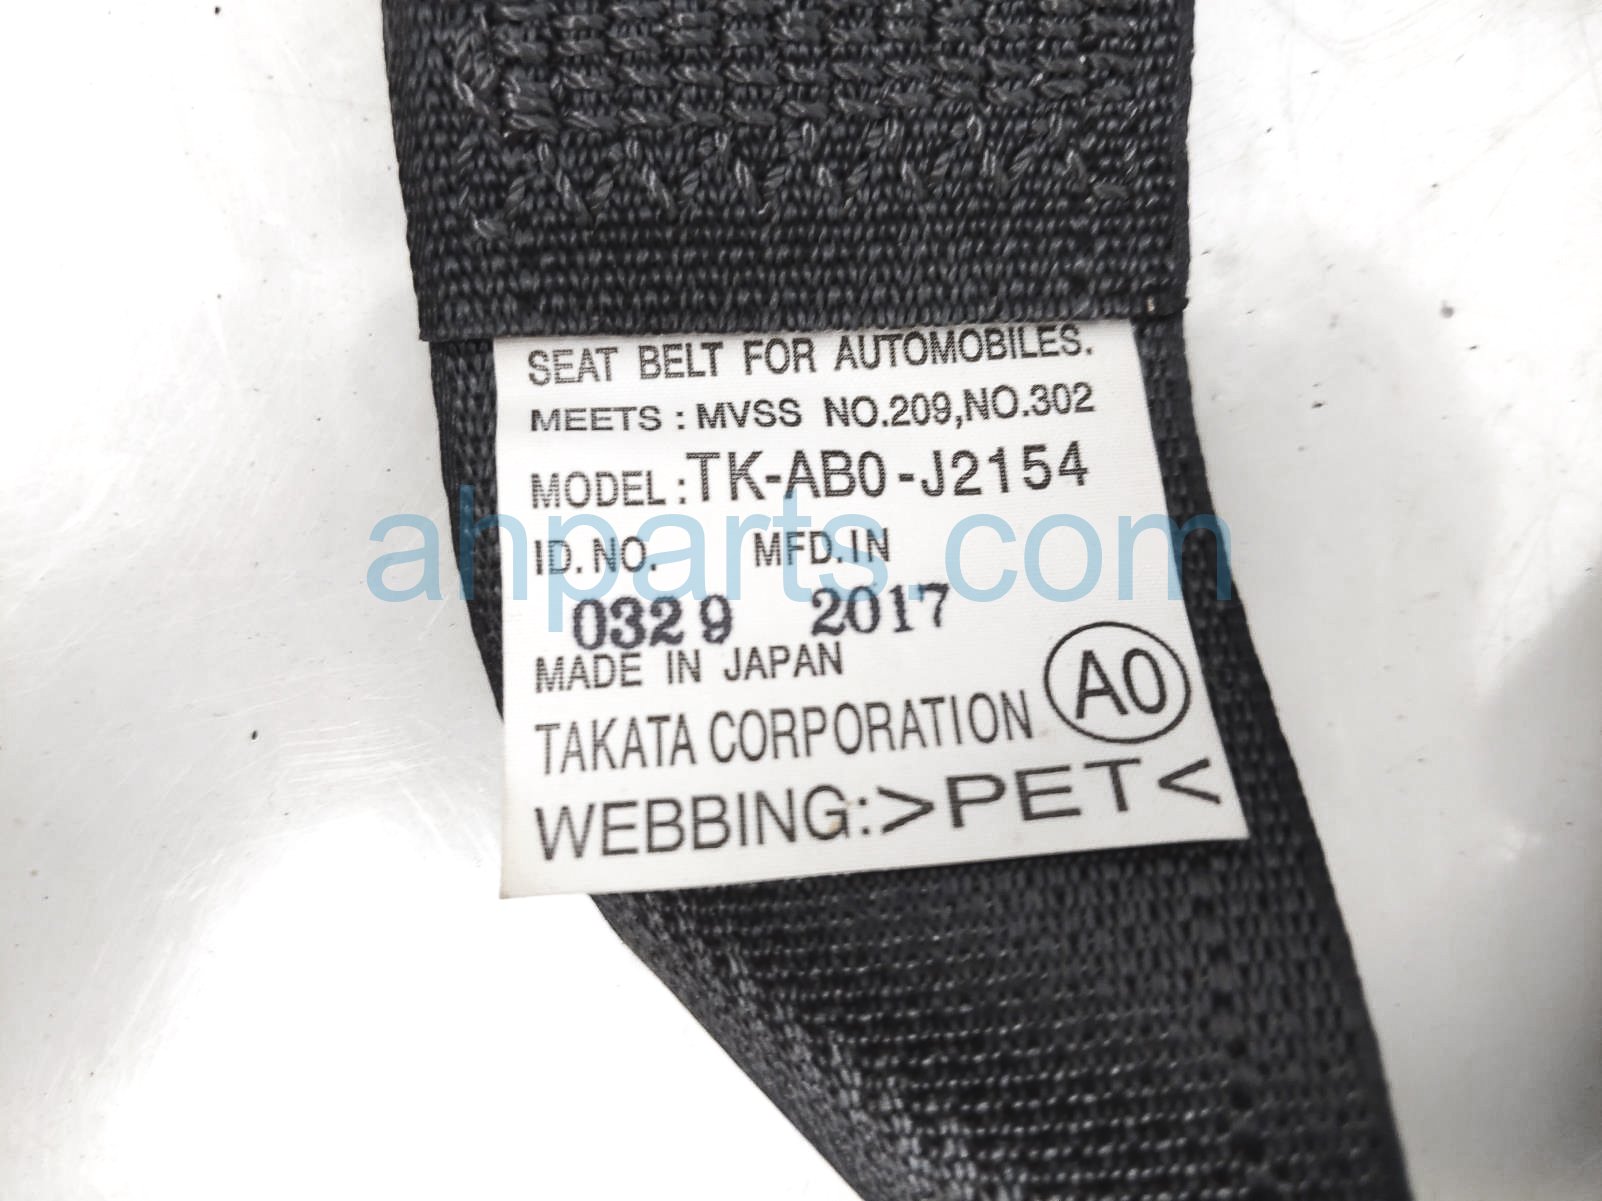 SEAT BELT FOR AUTOMOBILES.
MEETS : MVSS NO.209,NO.302
MODEL : TK-AB0-J2154
ID.NO. MFD.IN
0329 2017
MADE IN JAPAN
TAKATA CORPORATION A0
WEBBING:>PET<
ahparts.com